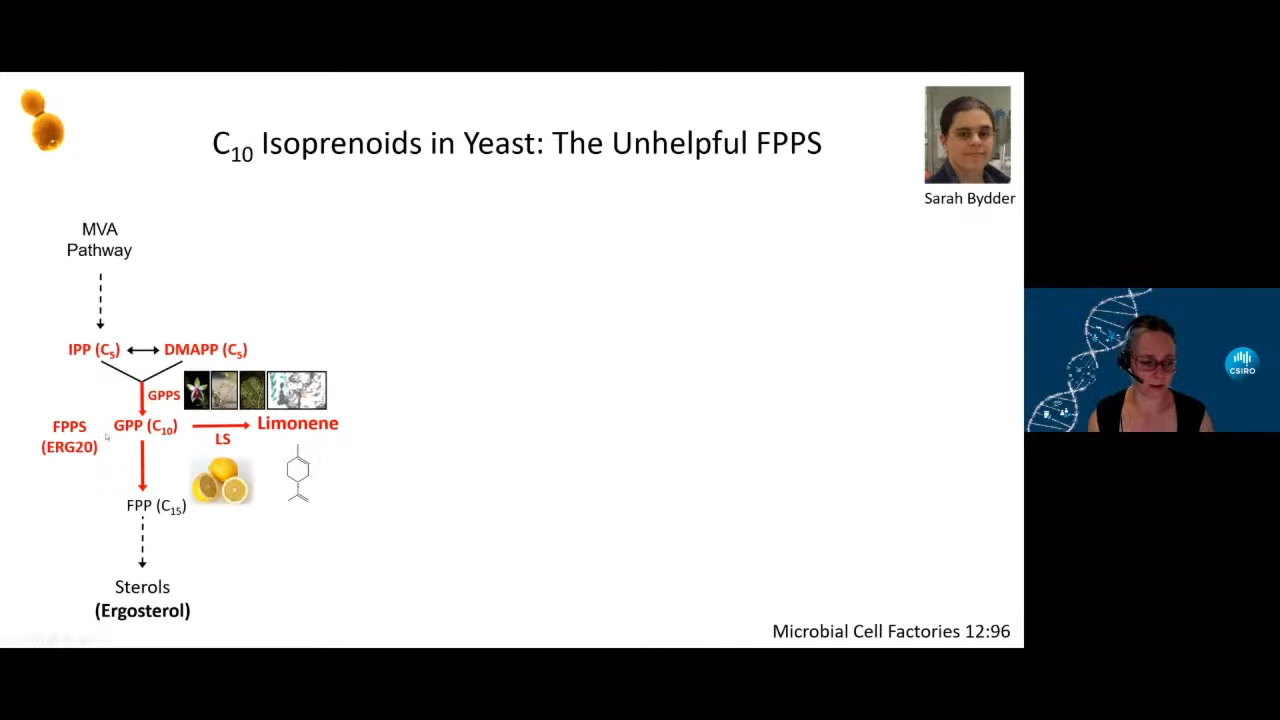 C10 Isoprenoids in Yeast: The Unhelpful FPPS
Sarah Bydder
MVA
Pathway
IPP (C5)
DMAPP (C5)
GPPS
FPPS
(ERG20)
GPP (C10)
LS
Limonene
FPP (C15)
Sterols
(Ergosterol)
Microbial Cell Factories 12:96
CSIRO